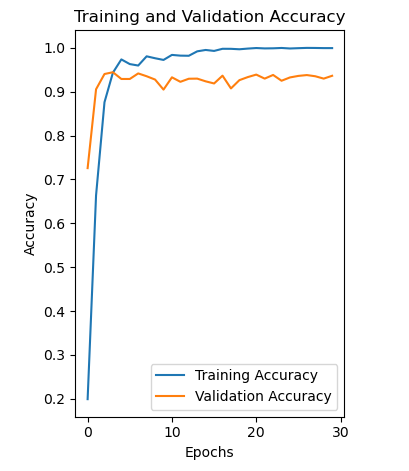 Training and Validation Accuracy
1.0
0.9
0.8
0.7
0.6
0.5
0.4
0.3
0.2
Accuracy
Training Accuracy
Validation Accuracy
0 10 20 30
Epochs